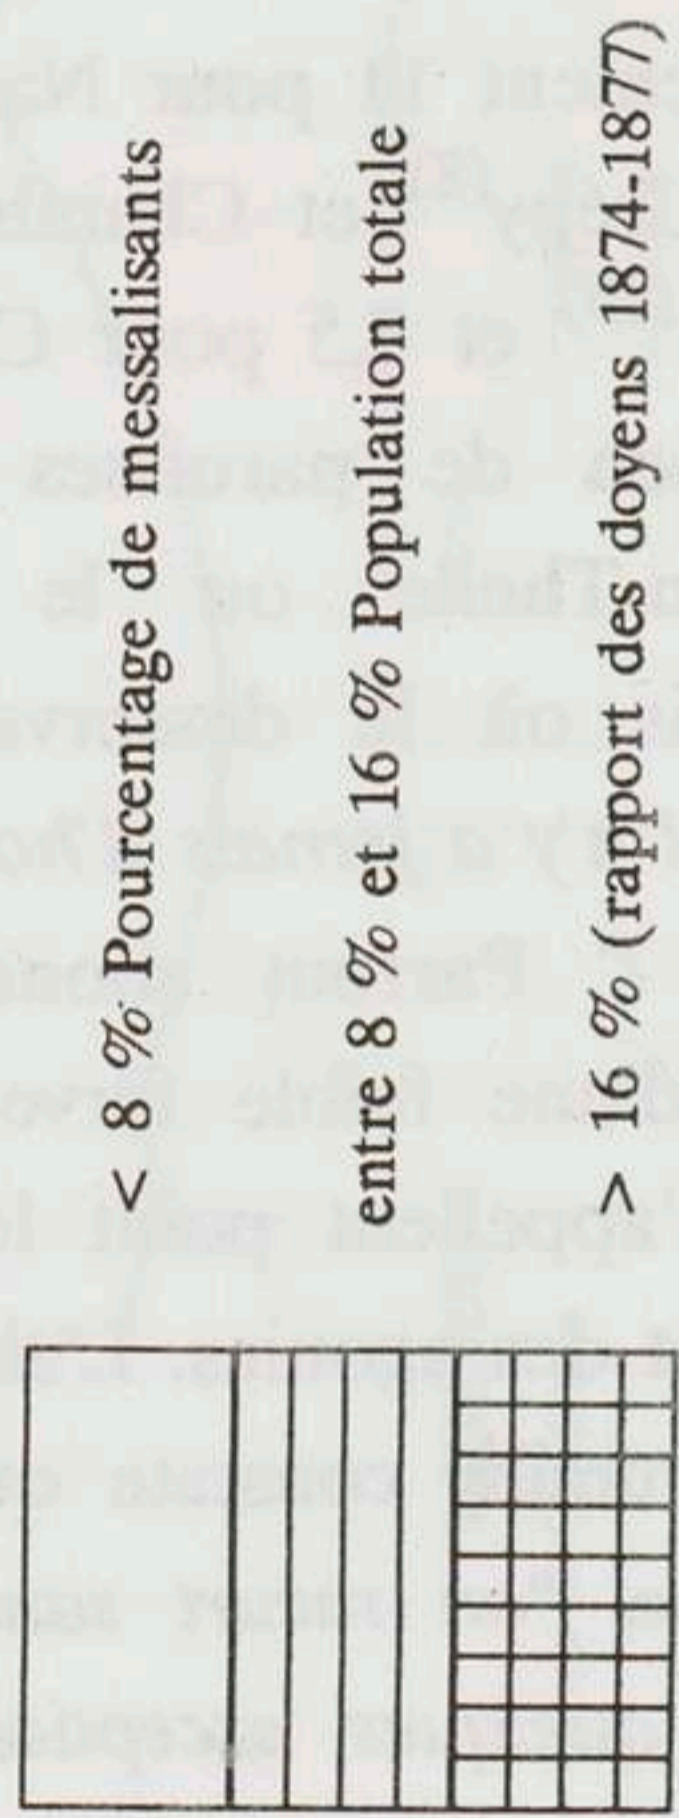 < 8 % Pourcentage de messalisants
entre 8 % et 16 % Population totale
> 16 % (rapport des doyens 1874-1877)